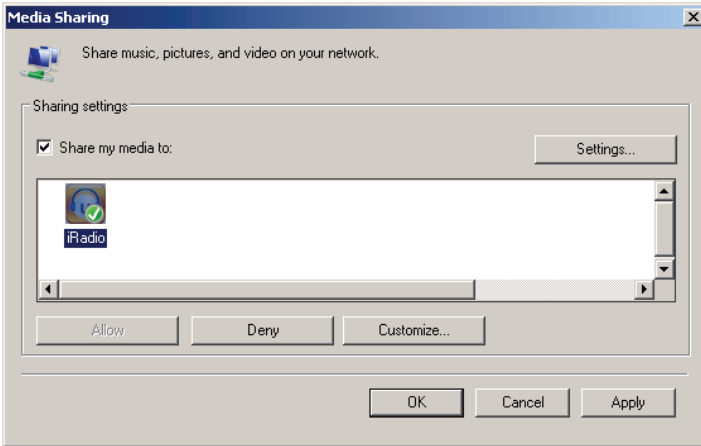 Media Sharing
Share music, pictures, and video on your network.
Sharing settings
Share my media to:
Settings...
iRadio
Allow
Deny
Customize...
OK
Cancel
Apply